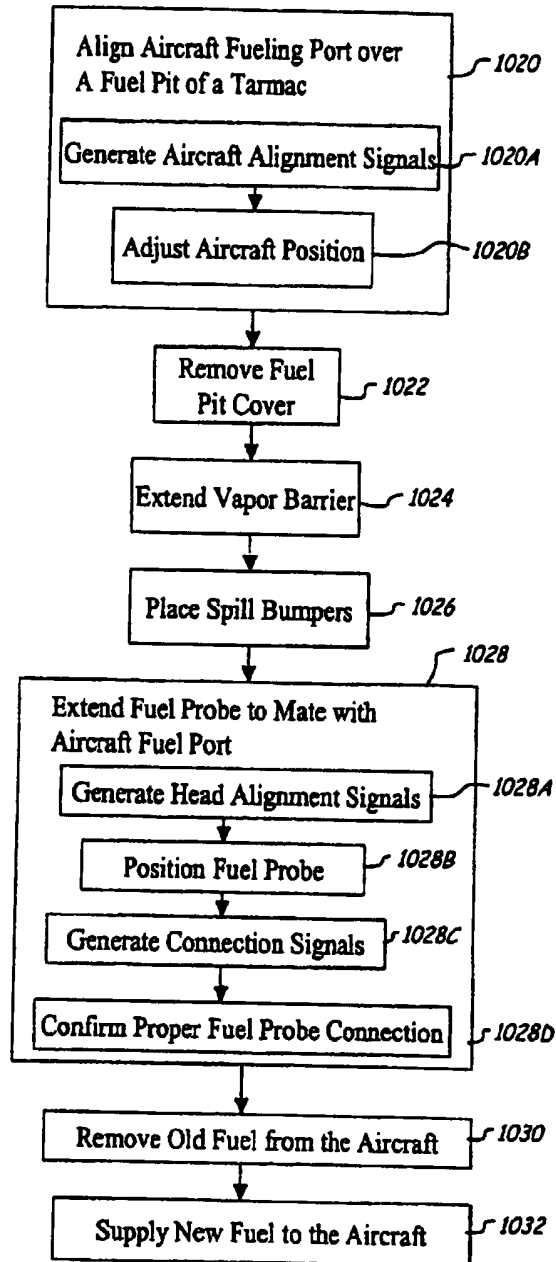 Align Aircraft Fueling Port over
A Fuel Pit of a Tarmac
1020
Generate Aircraft Alignment Signals
1020A
Adjust Aircraft Position
1020B
Remove Fuel
Pit Cover
1022
Extend Vapor Barrier
1024
Place Spill Bumpers
1026
1028
Extend Fuel Probe to Mate with
Aircraft Fuel Port
Generate Head Alignment Signals
1028A
Position Fuel Probe
1028B
Generate Connection Signals
1028C
Confirm Proper Fuel Probe Connection
1028D
Remove Old Fuel from the Aircraft
1030
Supply New Fuel to the Aircraft
1032